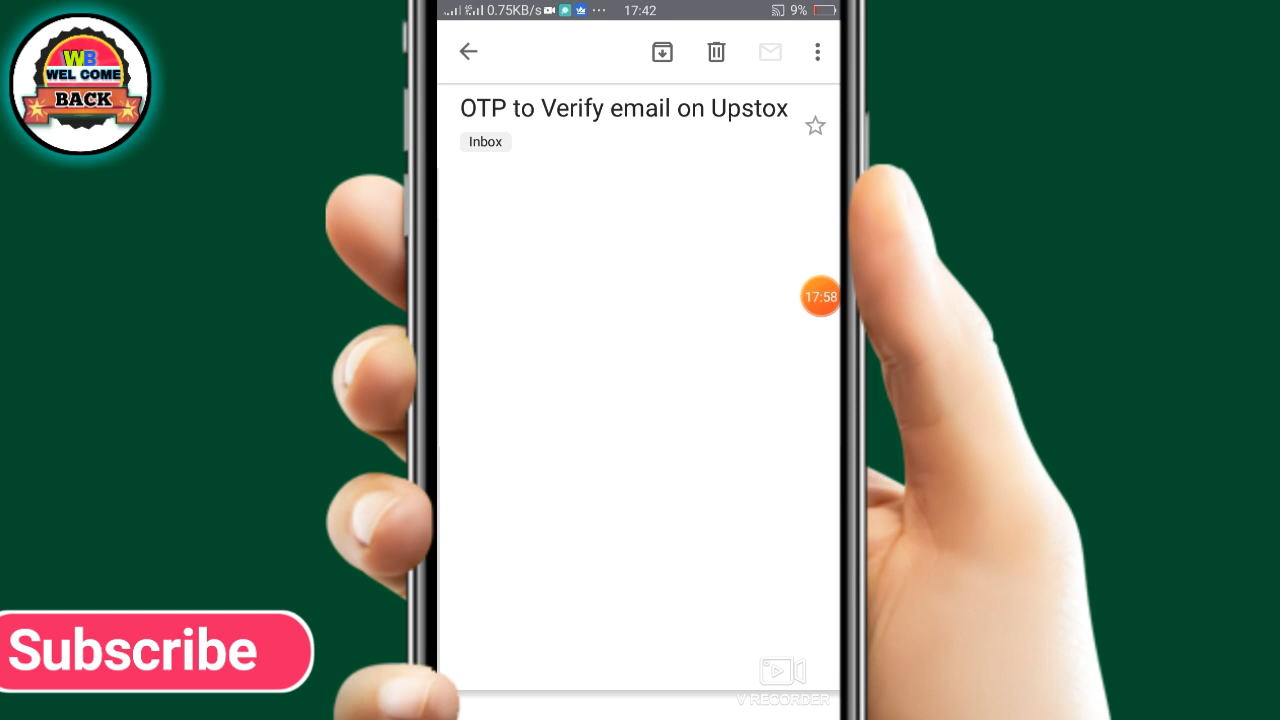 WB
WEL COME
BACK
0.75KB/s
17:42
9%
OTP to Verify email on Upstox
Inbox
17:58
Subscribe
V RECORDER